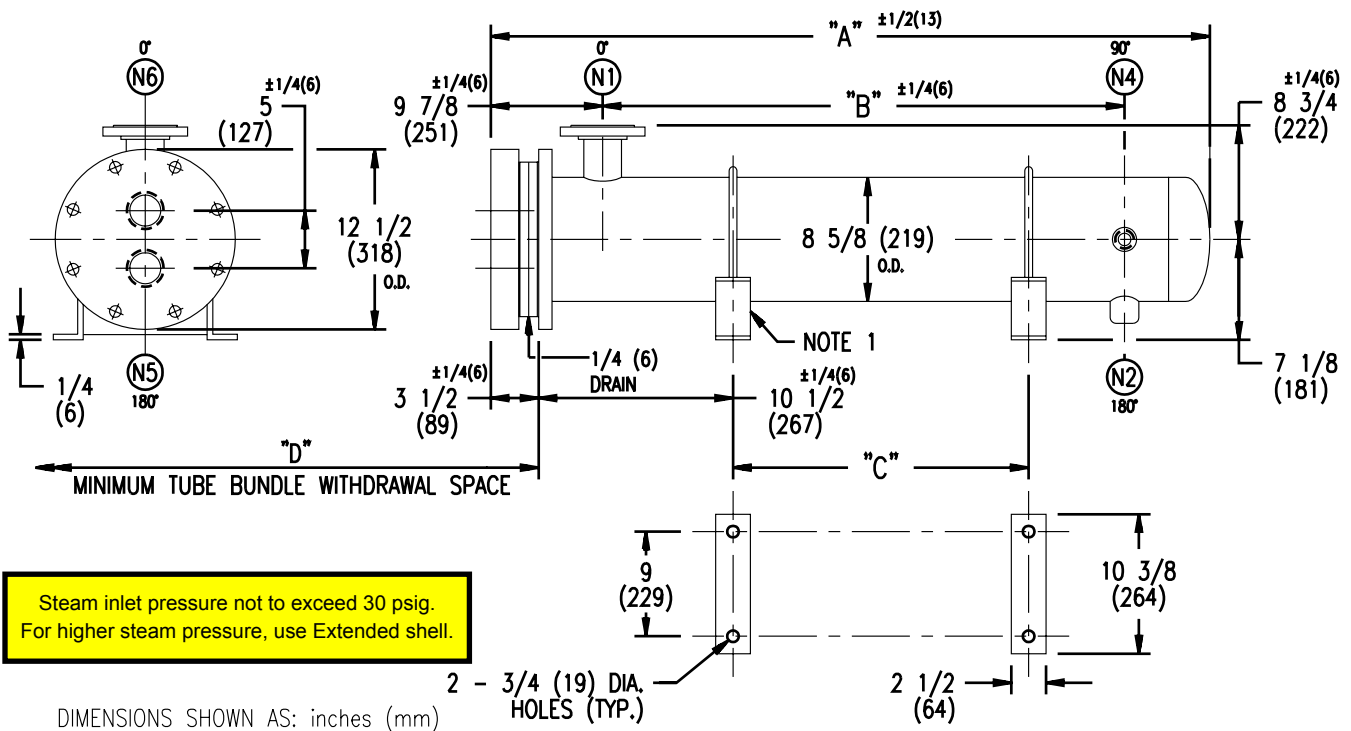 "A" ±1/2(13)
0°
N6
±1/4(6)
5
(127)
±1/4(6)
9 7/8
(251)
0°
N1
"B" ±1/4(6)
90°
N4
±1/4(6)
8 3/4
(222)
12 1/2
(318)
O.D.
8 5/8 (219)
O.D.
NOTE 1
1/4
(6)
N5
180°
±1/4(6)
3 1/2
(89)
1/4 (6)
DRAIN
±1/4(6)
10 1/2
(267)
N2
180°
7 1/8
(181)
"D"
MINIMUM TUBE BUNDLE WITHDRAWAL SPACE
"C"
9
(229)
10 3/8
(264)
Steam inlet pressure not to exceed 30 psig.
For higher steam pressure, use Extended shell.
2 - 3/4 (19) DIA.
HOLES (TYP.)
2 1/2
(64)
DIMENSIONS SHOWN AS: inches (mm)